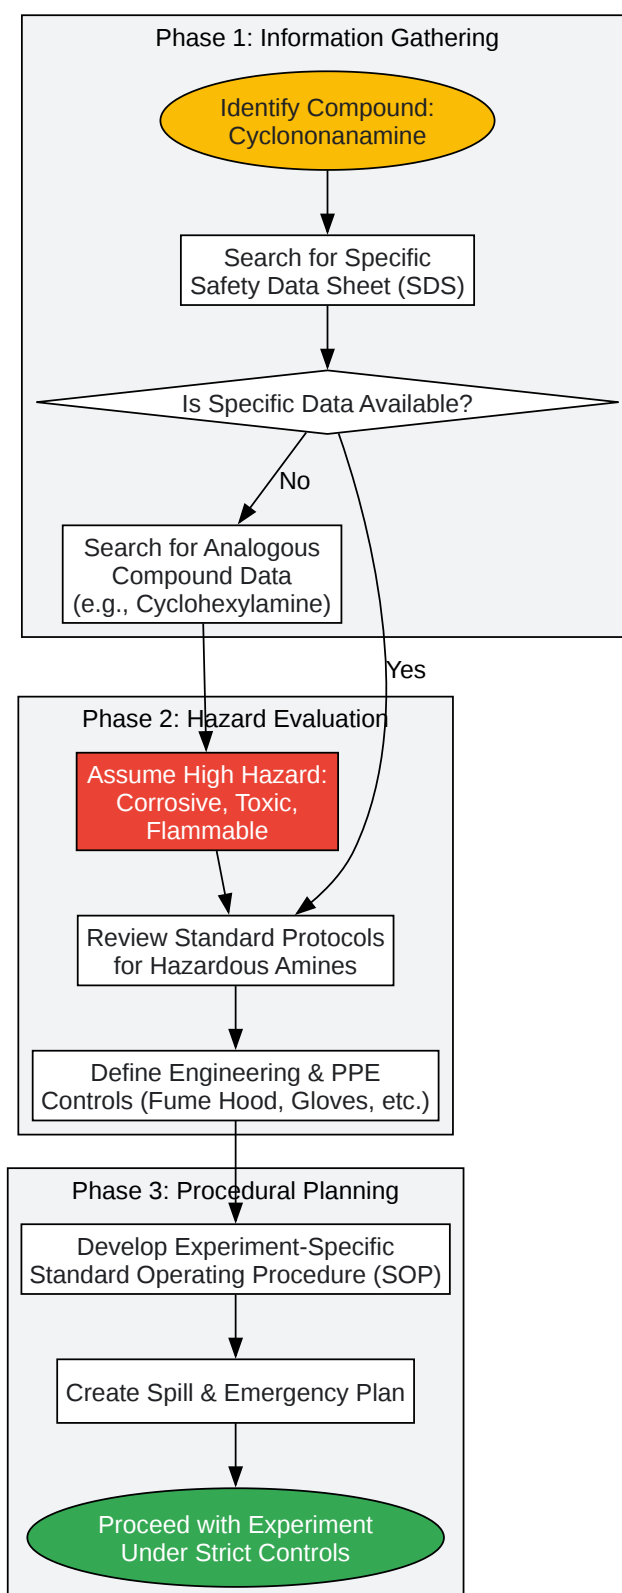 Phase 1: Information Gathering
Identify Compound:
Cyclononanamine
Search for Specific
Safety Data Sheet (SDS)
Is Specific Data Available?
No
Search for Analogous
Compound Data
(e.g., Cyclohexylamine)
Yes
Phase 2: Hazard Evaluation
Assume High Hazard:
Corrosive, Toxic,
Flammable
Review Standard Protocols
for Hazardous Amines
Define Engineering & PPE
Controls (Fume Hood, Gloves, etc.)
Phase 3: Procedural Planning
Develop Experiment-Specific
Standard Operating Procedure (SOP)
Create Spill & Emergency Plan
Proceed with Experiment
Under Strict Controls